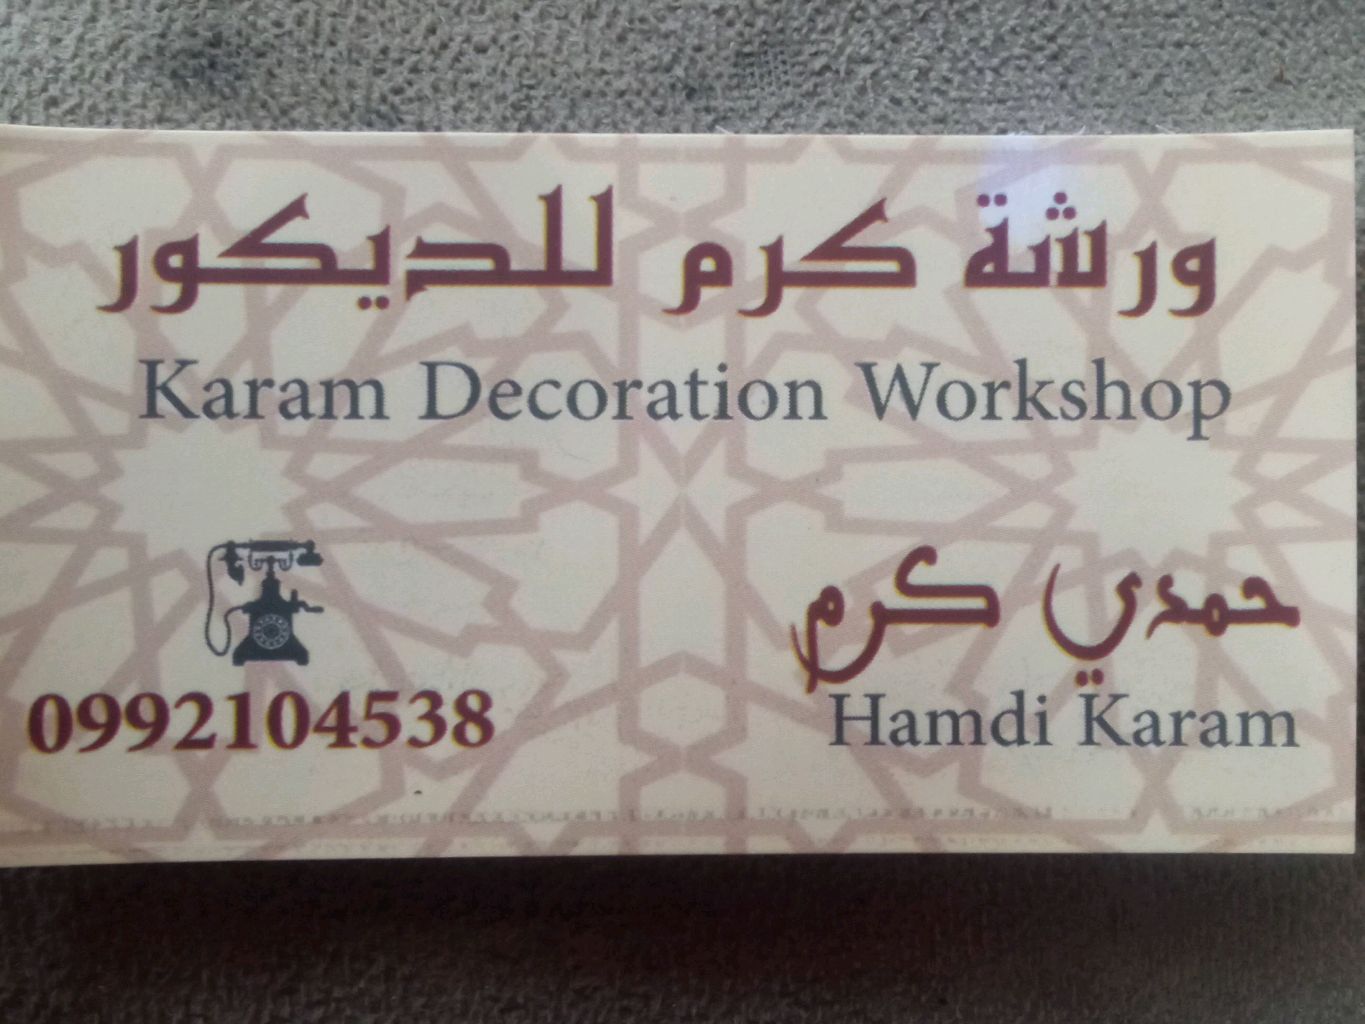 ورشة كرم للديكور
Karam Decoration Workshop
حمدي كرم
Hamdi Karam
0992104538